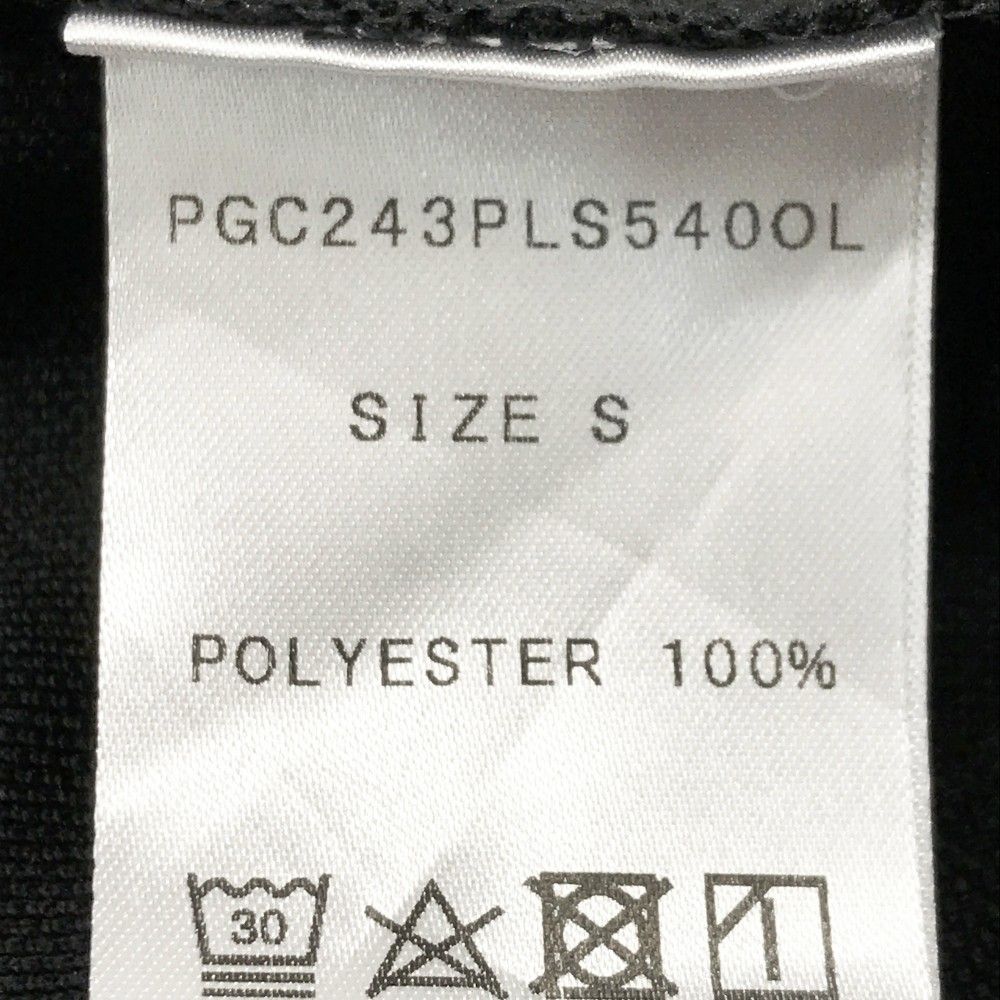 PGC243PLS540OL
SIZE S
POLYESTER 100%
30